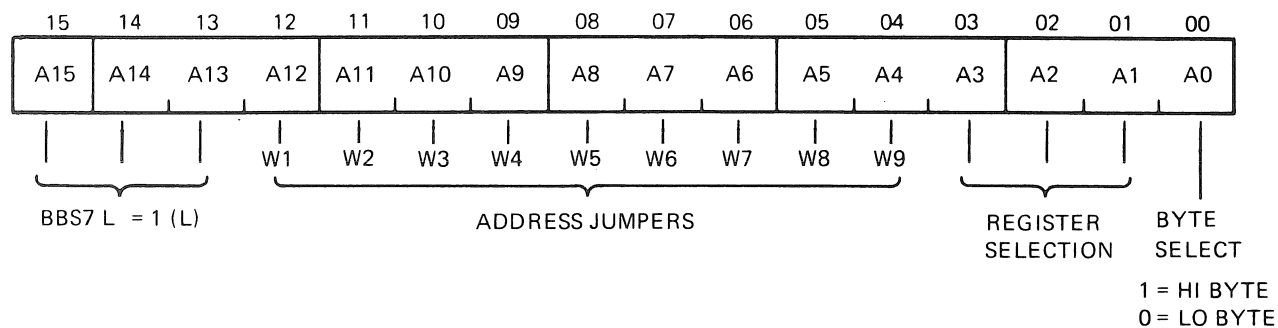 15 14 13 12 11 10 09 08 07 06 05 04 03 02 01 00
A15 A14 A13 A12 A11 A10 A9 A8 A7 A6 A5 A4 A3 A2 A1 A0
W1 W2 W3 W4 W5 W6 W7 W8 W9
BBS7 L = 1 (L)
ADDRESS JUMPERS
REGISTER
SELECTION
BYTE
SELECT
1 = HI BYTE
0 = LO BYTE